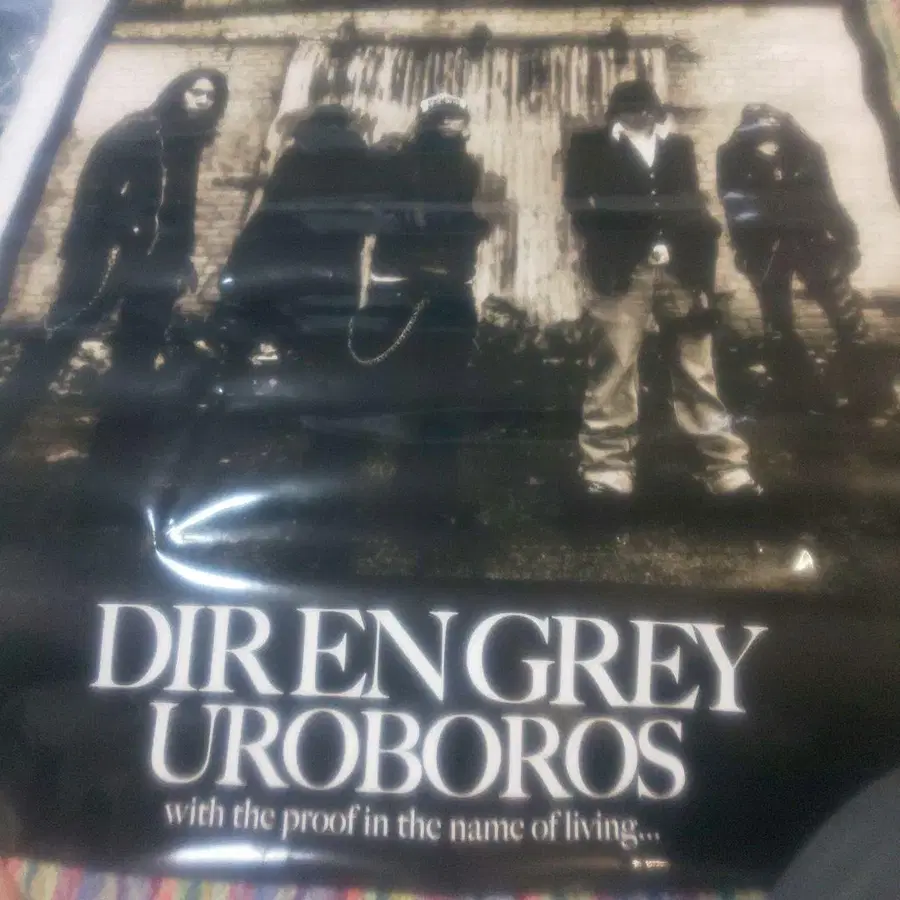 DIR EN GREY
UROBOROS
with the proof in the name of living...